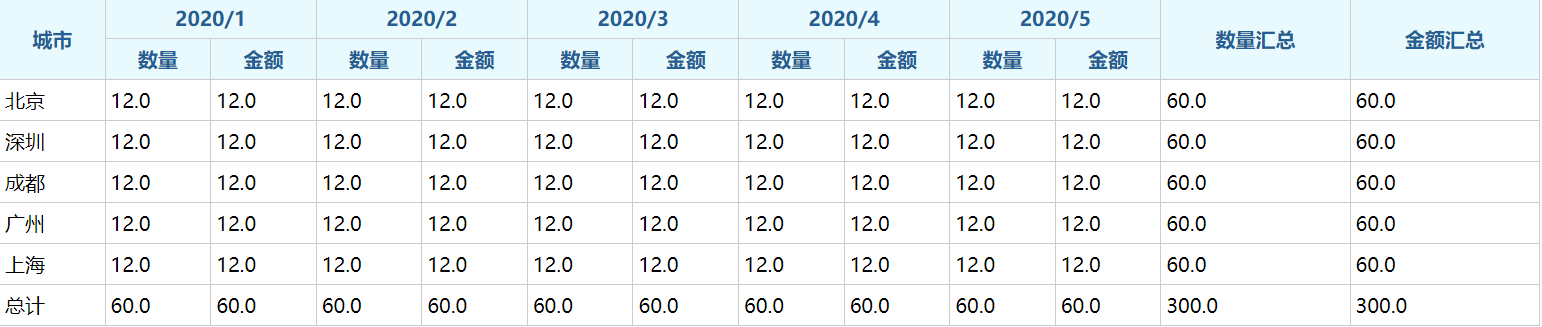 城市 2020/1 2020/2 2020/3 2020/4 2020/5 数量汇总 金额汇总
数量 金额 数量 金额 数量 金额 数量 金额 数量 金额
北京 12.0 12.0 12.0 12.0 12.0 12.0 12.0 12.0 12.0 12.0 60.0 60.0
深圳 12.0 12.0 12.0 12.0 12.0 12.0 12.0 12.0 12.0 12.0 60.0 60.0
成都 12.0 12.0 12.0 12.0 12.0 12.0 12.0 12.0 12.0 12.0 60.0 60.0
广州 12.0 12.0 12.0 12.0 12.0 12.0 12.0 12.0 12.0 12.0 60.0 60.0
上海 12.0 12.0 12.0 12.0 12.0 12.0 12.0 12.0 12.0 12.0 60.0 60.0
总计 60.0 60.0 60.0 60.0 60.0 60.0 60.0 60.0 60.0 60.0 300.0 300.0